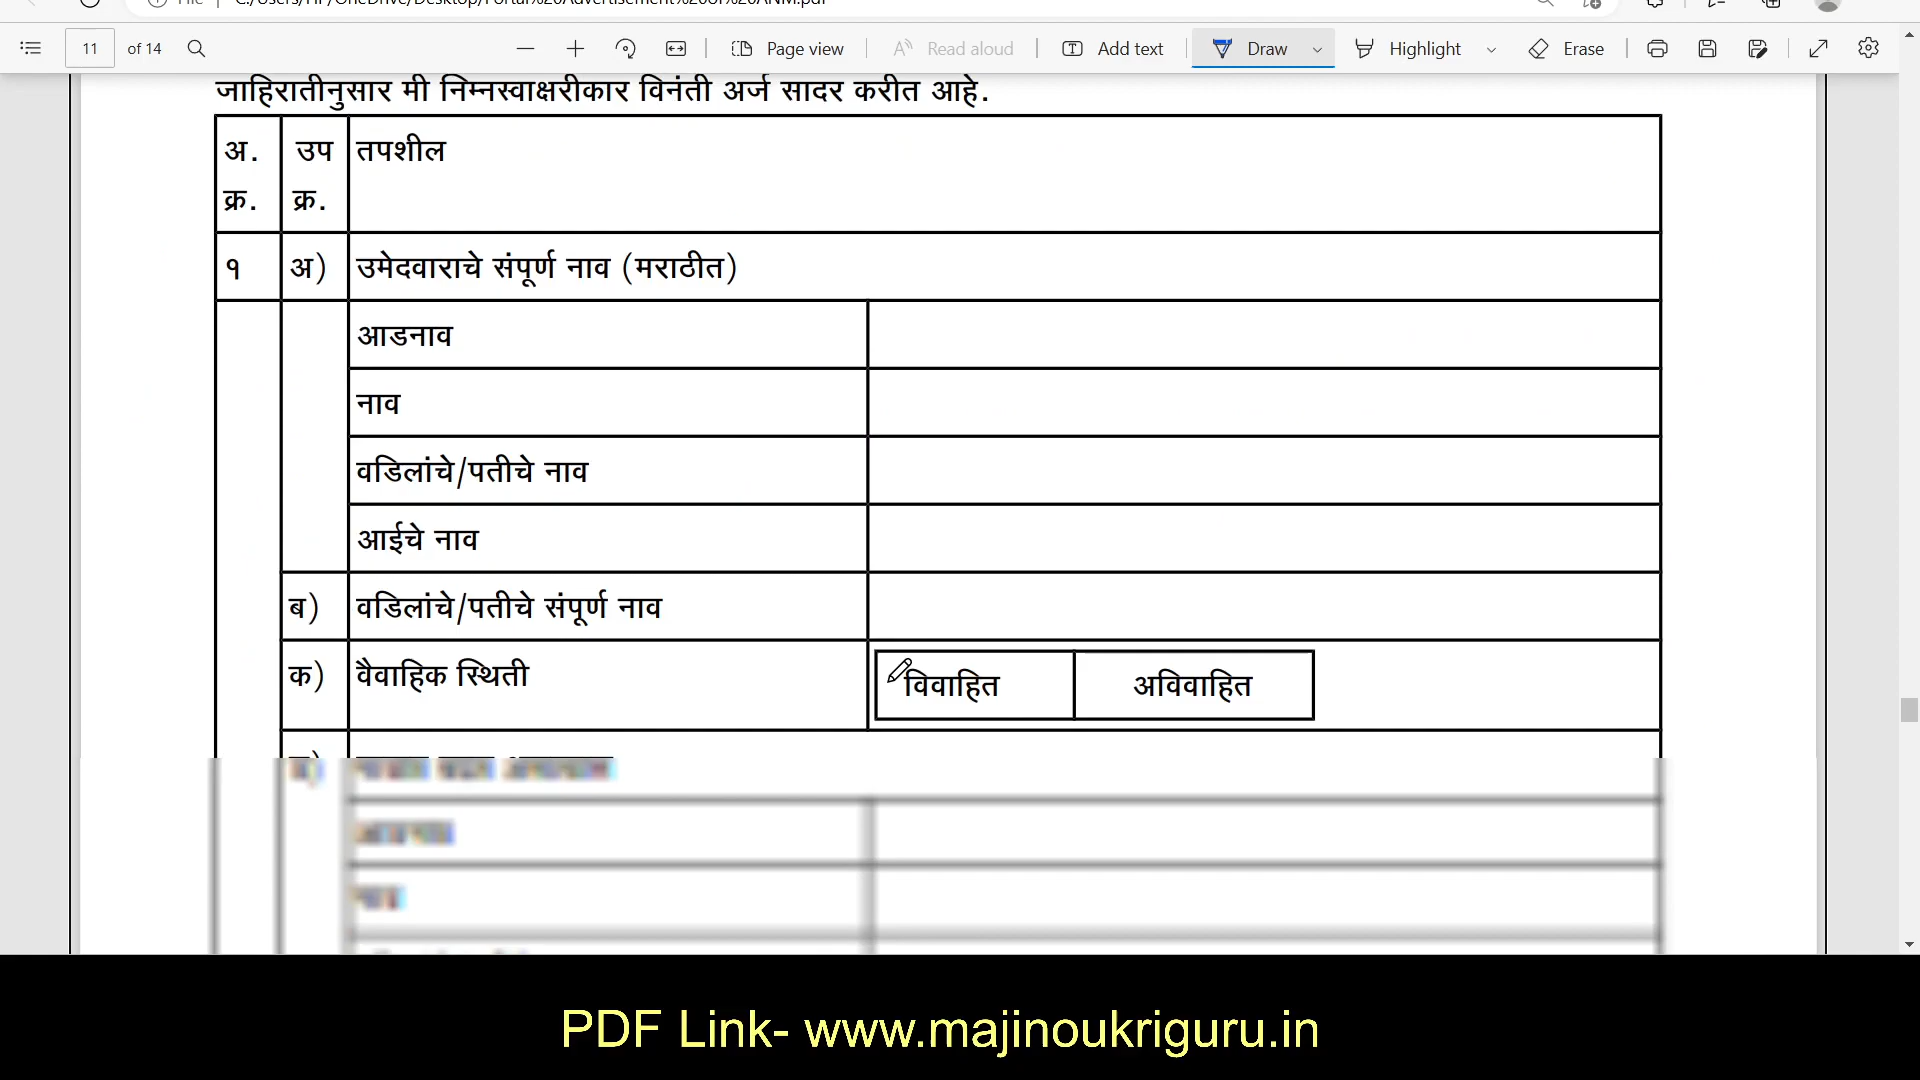 11 of 14 Page view Read aloud Add text Draw Highlight Erase
जाहिरातीनुसार मी निम्नस्वाक्षरीकार विनंती अर्ज सादर करीत आहे.
अ. क्र. उप क्र. तपशील
१ अ) उमेदवाराचे संपूर्ण नाव (मराठीत)
आडनाव
नाव
वडिलांचे/पतीचे नाव
आईचे नाव
ब) वडिलांचे/पतीचे संपूर्ण नाव
क) वैवाहिक स्थिती विवाहित अविवाहित
PDF Link- www.majinoukriguru.in